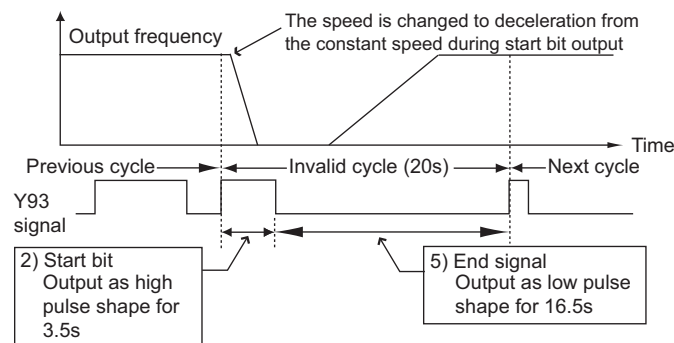 Output frequency
The speed is changed to deceleration from
the constant speed during start bit output
Time
Previous cycle
Invalid cycle (20s)
Next cycle
Y93
signal
2) Start bit
Output as high
pulse shape for
3.5s
5) End signal
Output as low pulse
shape for 16.5s